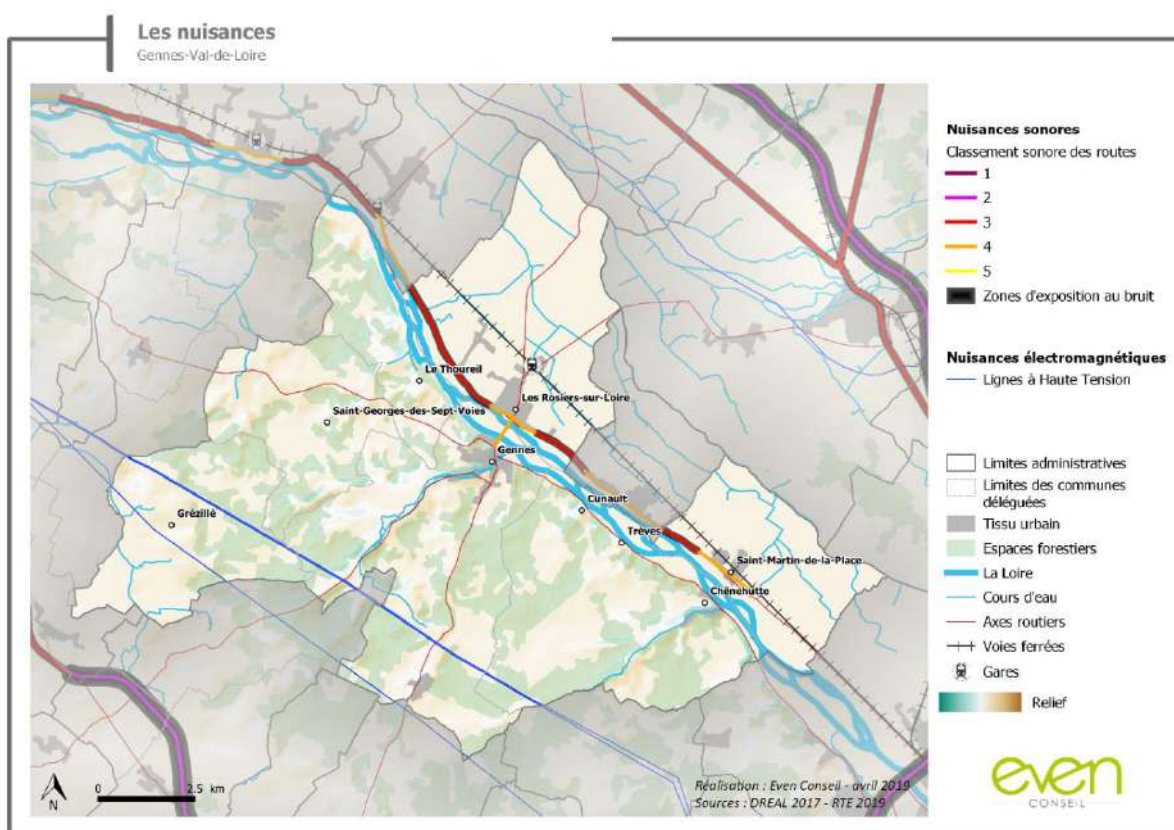 Les nuisances
Gennes-Val-de-Loire
Le Thoureil
Les Rosiers-sur-Loire
Saint-Georges-des-Sept-Voies
Gennes
Cunault
Grézillé
Trèves
Saint-Martin-de-la-Place
Chênehutte
N
0 2.5 km
Réalisation : Even Conseil - avril 2019
Sources : DREAL 2017 - RTE 2019
Nuisances sonores
Classement sonore des routes
1
2
3
4
5
Zones d'exposition au bruit
Nuisances électromagnétiques
Lignes à Haute Tension
Limites administratives
Limites des communes
déléguées
Tissu urbain
Espaces forestiers
La Loire
Cours d'eau
Axes routiers
Voies ferrées
Gares
Relief
even
CONSEIL